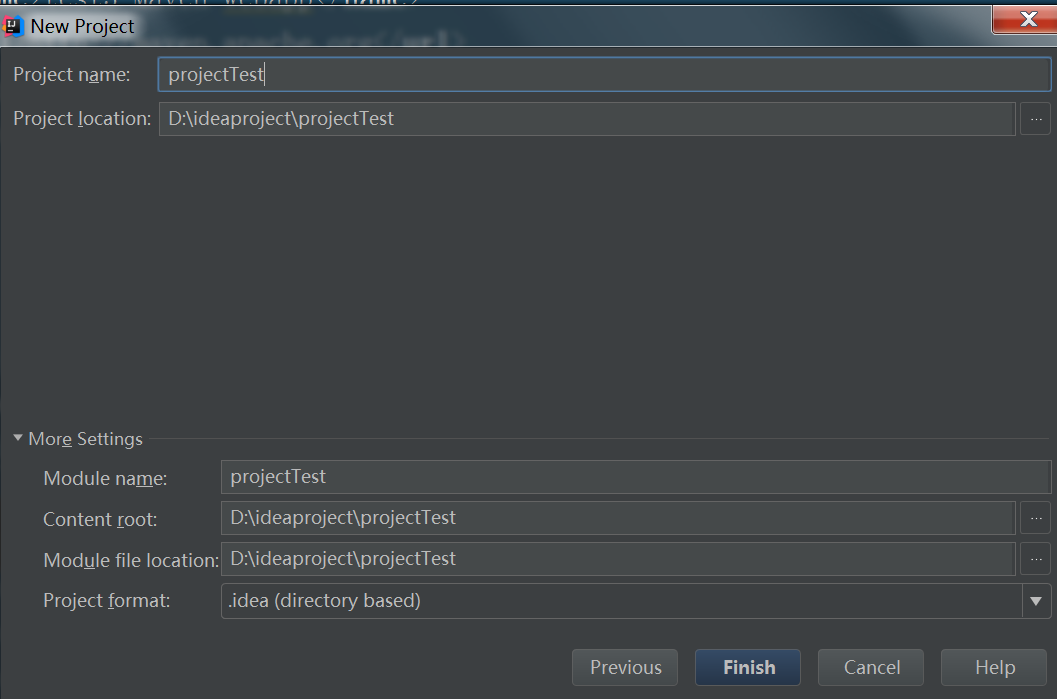 New Project
Project name: projectTest
Project location: D:\ideaproject\projectTest ...
More Settings
Module name: projectTest
Content root: D:\ideaproject\projectTest ...
Module file location: D:\ideaproject\projectTest ...
Project format: .idea (directory based)
Previous Finish Cancel Help